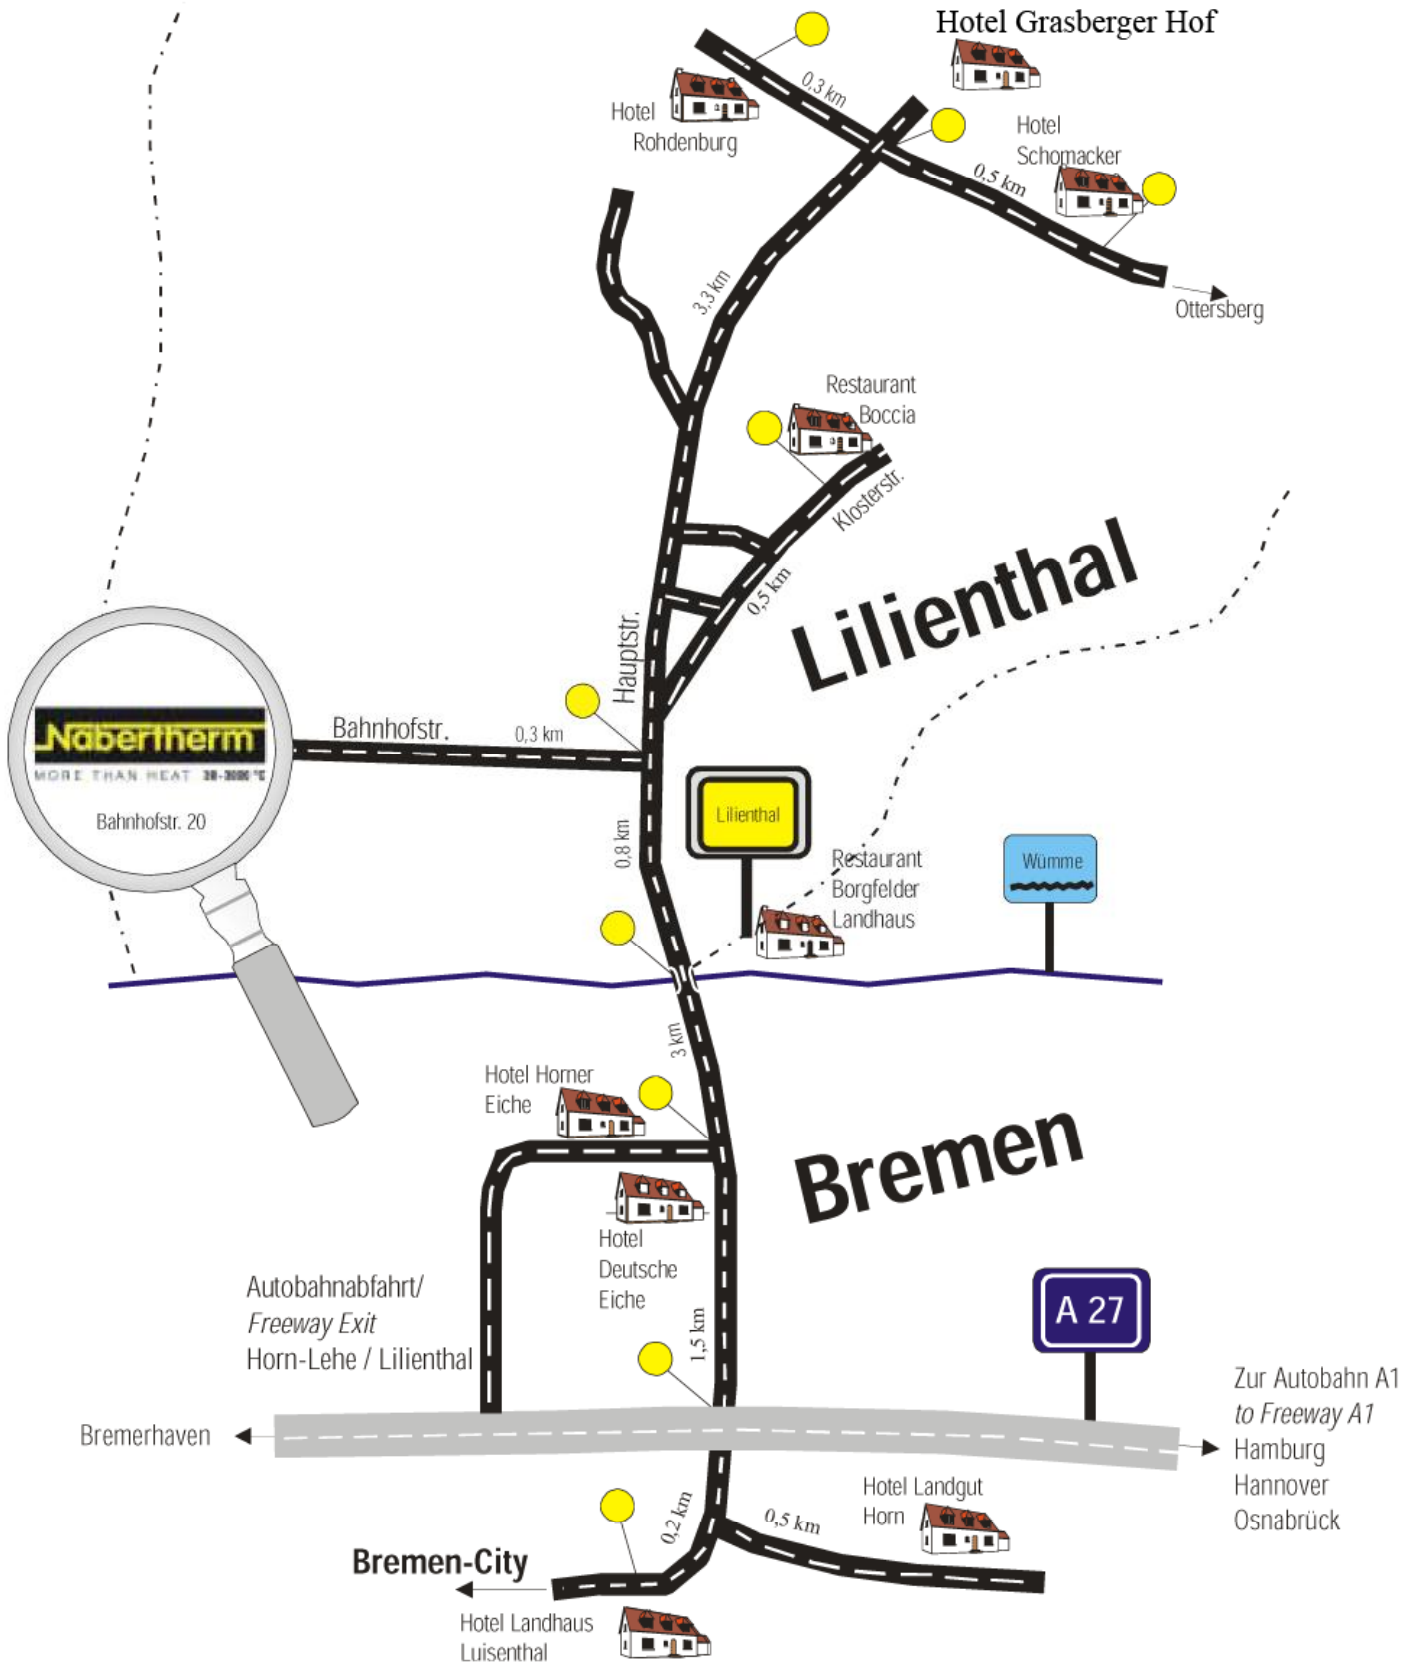 Hotel Grasberger Hof
0,3 km
Hotel
Rohdenburg
Hotel
Schomacker
0,5 km
Ottersberg
3,3 km
Restaurant
Boccia
Klosterstr.
0,5 km
Lilienthal
Hauptstr.
Bahnhofstr.
0,3 km
Nabertherm
MORE THAN HEAT 30-3000 °C
Bahnhofstr. 20
Lilienthal
0,8 km
Restaurant
Borgfelder
Landhaus
Wümme
3 km
Hotel Horner
Eiche
Bremen
Hotel
Deutsche
Eiche
Autobahnabfahrt/
Freeway Exit
Horn-Lehe / Lilienthal
1,5 km
A 27
Bremerhaven
Zur Autobahn A1
to Freeway A1
Hamburg
Hannover
Osnabrück
Hotel Landgut
Horn
0,2 km
0,5 km
Bremen-City
Hotel Landhaus
Luisenthal